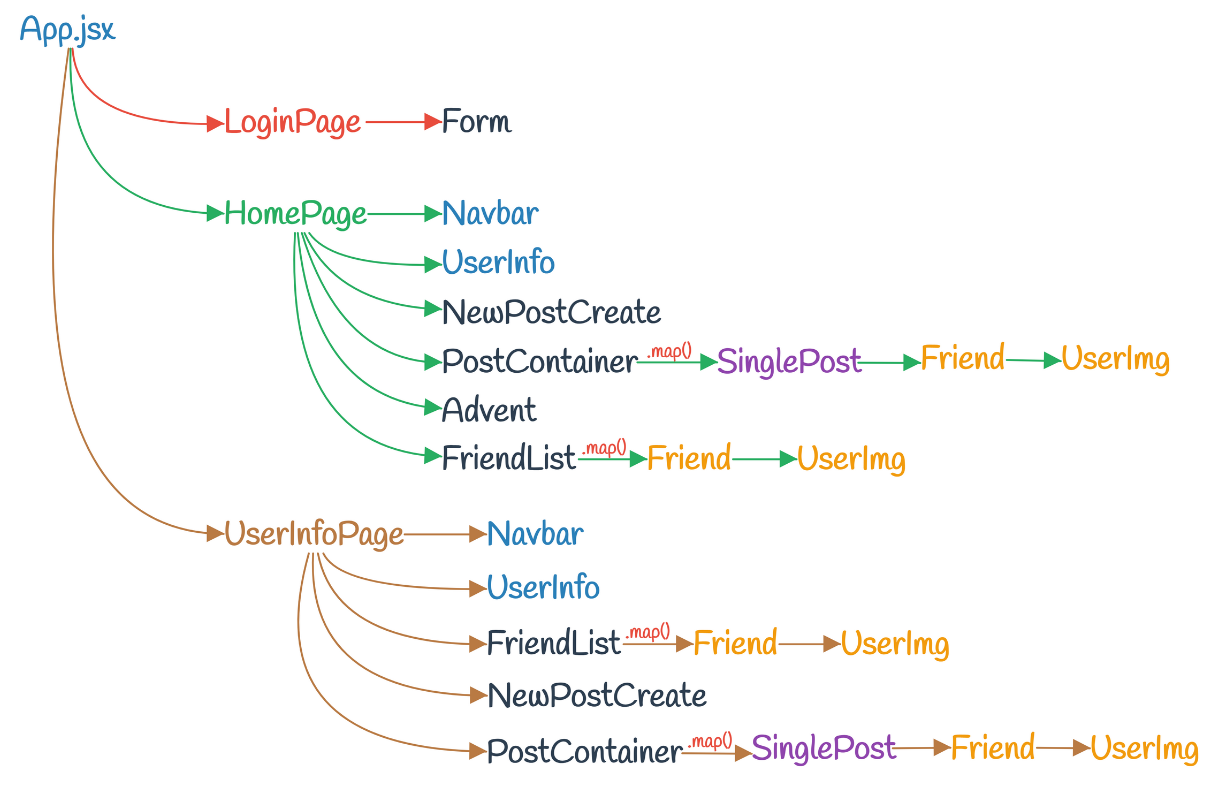 App.jsx
LoginPage Form
HomePage Navbar
UserInfo
NewPostCreate
PostContainer .map() SinglePost Friend UserImg
Advent
FriendList .map() Friend UserImg
UserInfoPage Navbar
UserInfo
FriendList .map() Friend UserImg
NewPostCreate
PostContainer .map() SinglePost Friend UserImg